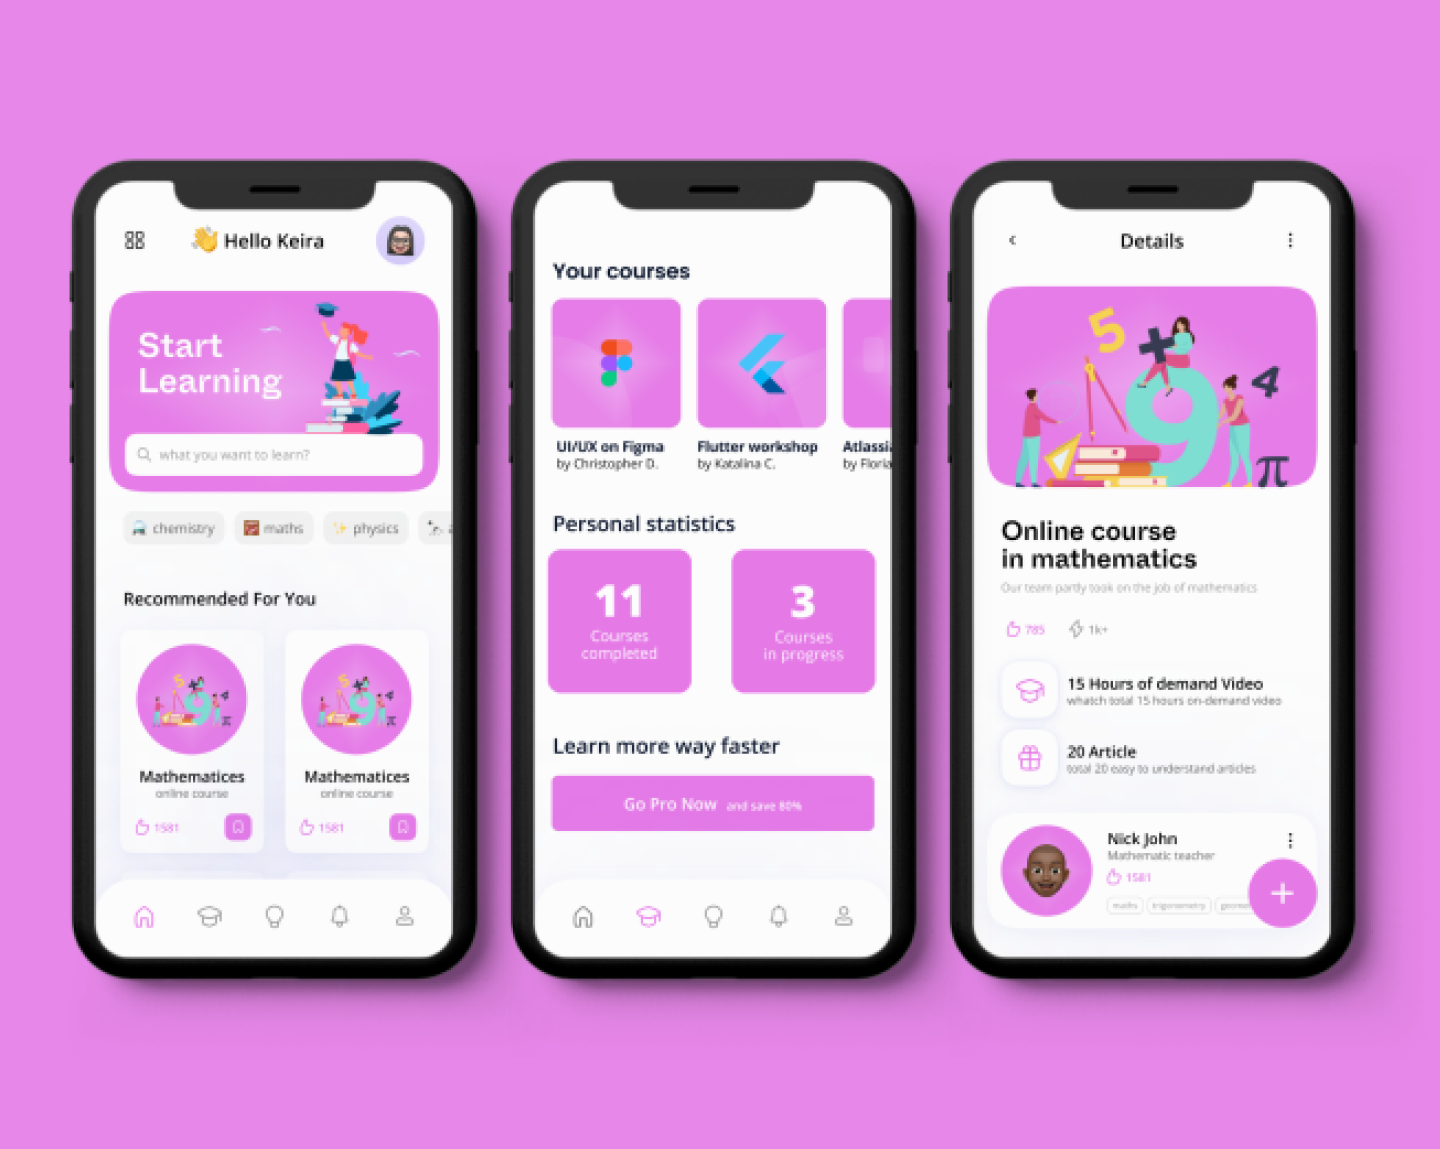 Hello Keira
Start
Learning
what you want to learn?
chemistry
maths
physics
Recommended For You
Mathematices
online course
1581
Mathematices
online course
1581
Your courses
UI/UX on Figma
by Christopher D.
Flutter workshop
by Katalina C.
Atlassi
by Floria
Personal statistics
11
Courses
completed
3
Courses
in progress
Learn more way faster
Go Pro Now and save 80%
Details
5
+
9
4
π
Online course
in mathematics
Our team partly took on the job of mathematics
785
1k+
15 Hours of demand Video
whatch total 15 hours on-demand video
20 Article
total 20 easy to understand articles
Nick John
Mathematic teacher
1581
maths
trigonometry
geomet
+